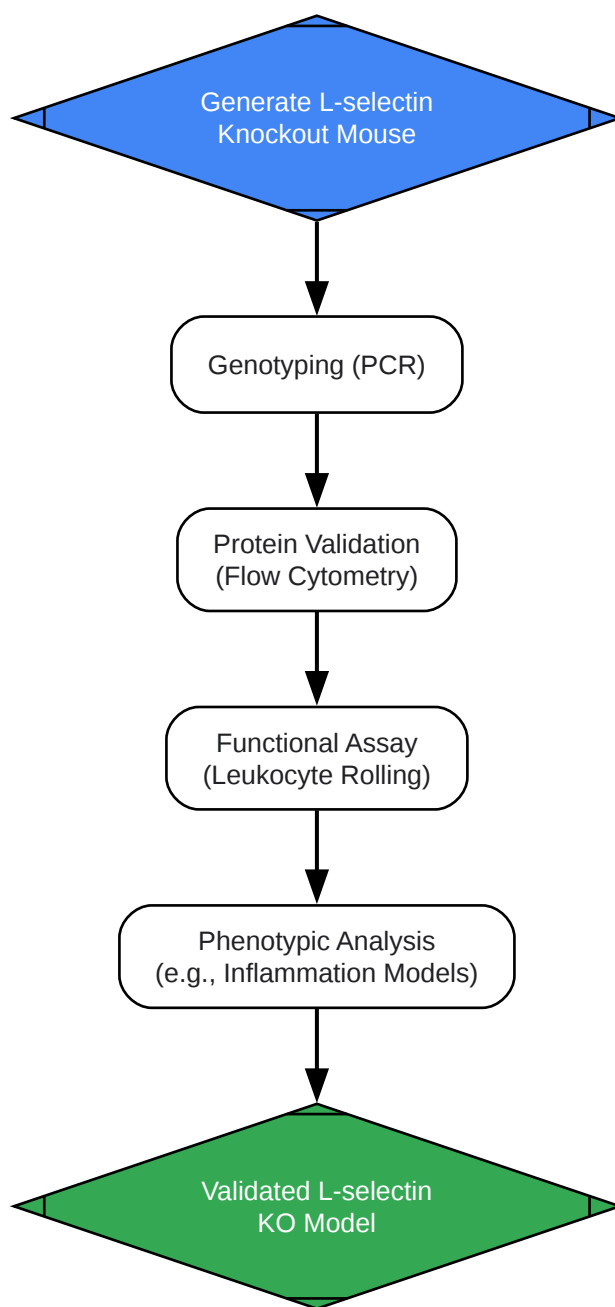 Generate L-selectin
Knockout Mouse
Genotyping (PCR)
Protein Validation
(Flow Cytometry)
Functional Assay
(Leukocyte Rolling)
Phenotypic Analysis
(e.g., Inflammation Models)
Validated L-selectin
KO Model